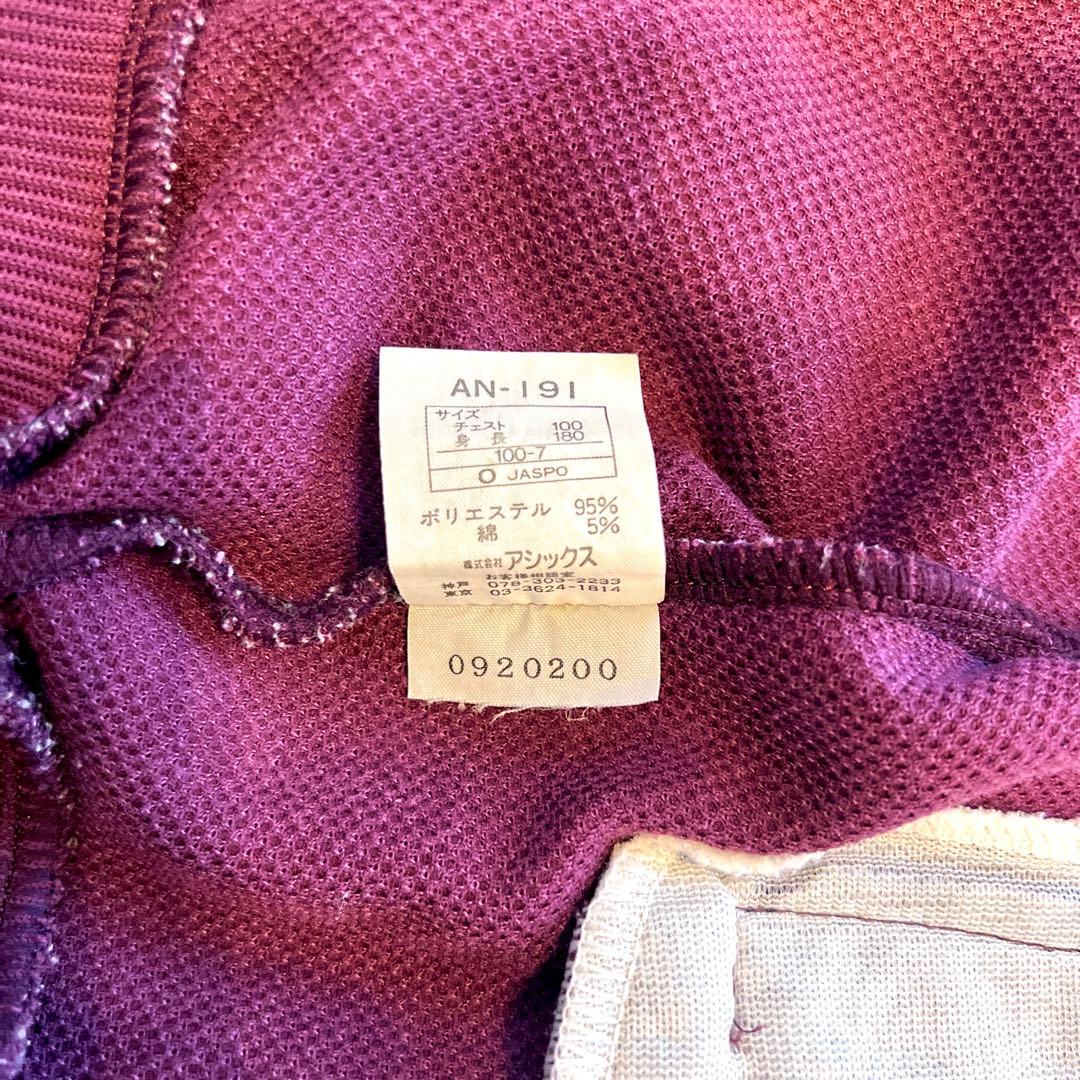 AN-191
サイズ
チェスト 100
身長 180
100-7
O JASPO
ポリエステル 95%
綿 5%
株式会社アシックス
お客様相談室
神戸 078-303-2233
東京 03-3624-1814
0920200